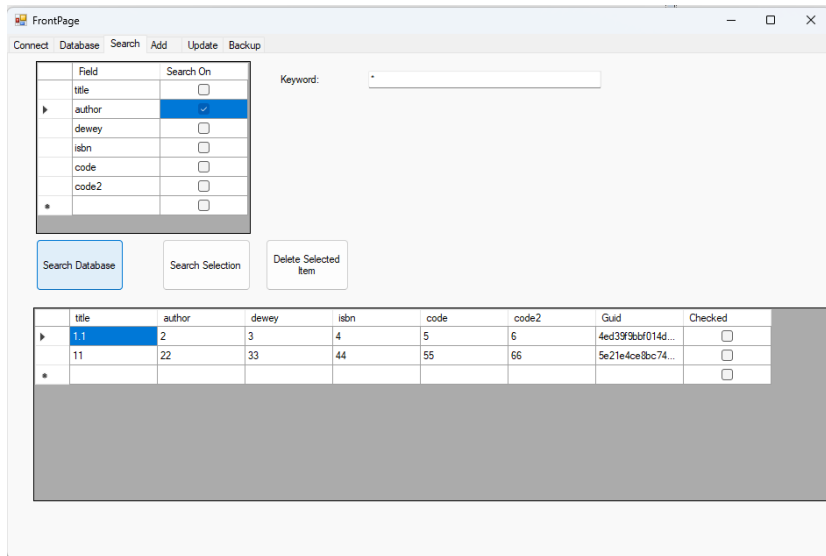 FrontPage
Connect Database Search Add Update Backup
Field Search On
title
author
dewey
isbn
code
code2
Keyword: *
Search Database
Search Selection
Delete Selected
Item
title author dewey isbn code code2 Guid Checked
1.1 2 3 4 5 6 4ed39f9bbf014d...
11 22 33 44 55 66 5e21e4ce8bc74...